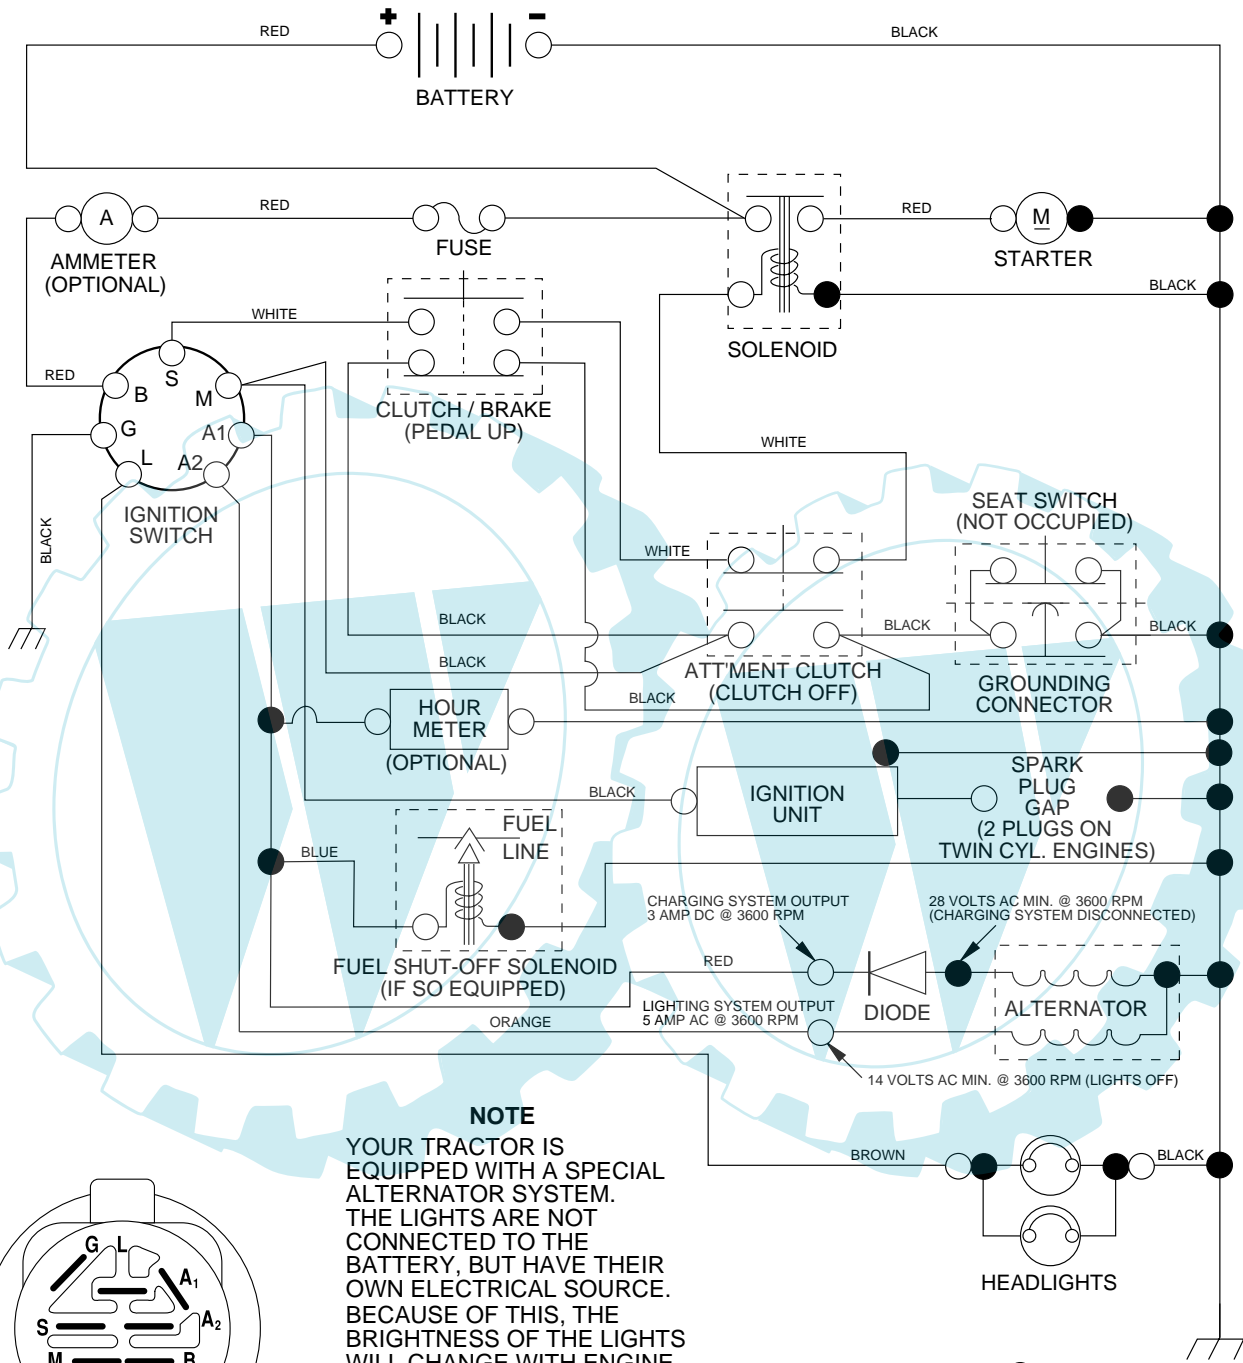 + -
RED
BLACK
BATTERY
A
RED
FUSE
RED
M
STARTER
AMMETER
(OPTIONAL)
BLACK
WHITE
SOLENOID
RED
S
B
M
G
A1
L
A2
CLUTCH / BRAKE
(PEDAL UP)
WHITE
IGNITION
SWITCH
BLACK
SEAT SWITCH
(NOT OCCUPIED)
WHITE
BLACK
BLACK
BLACK
BLACK
ATT'MENT CLUTCH
(CLUTCH OFF)
BLACK
GROUNDING
CONNECTOR
HOUR
METER
(OPTIONAL)
BLACK
IGNITION
UNIT
SPARK
PLUG
GAP
(2 PLUGS ON
TWIN CYL. ENGINES)
FUEL
LINE
BLUE
CHARGING SYSTEM OUTPUT
3 AMP DC @ 3600 RPM
28 VOLTS AC MIN. @ 3600 RPM
(CHARGING SYSTEM DISCONNECTED)
FUEL SHUT-OFF SOLENOID
(IF SO EQUIPPED)
RED
DIODE
ALTERNATOR
LIGHTING SYSTEM OUTPUT
5 AMP AC @ 3600 RPM
ORANGE
14 VOLTS AC MIN. @ 3600 RPM (LIGHTS OFF)
BROWN
BLACK
HEADLIGHTS
NOTE
YOUR TRACTOR IS
EQUIPPED WITH A SPECIAL
ALTERNATOR SYSTEM.
THE LIGHTS ARE NOT
CONNECTED TO THE
BATTERY, BUT HAVE THEIR
OWN ELECTRICAL SOURCE.
BECAUSE OF THIS, THE
BRIGHTNESS OF THE LIGHTS
WILL CHANGE WITH ENGINE
G L
A1
S A2
M B